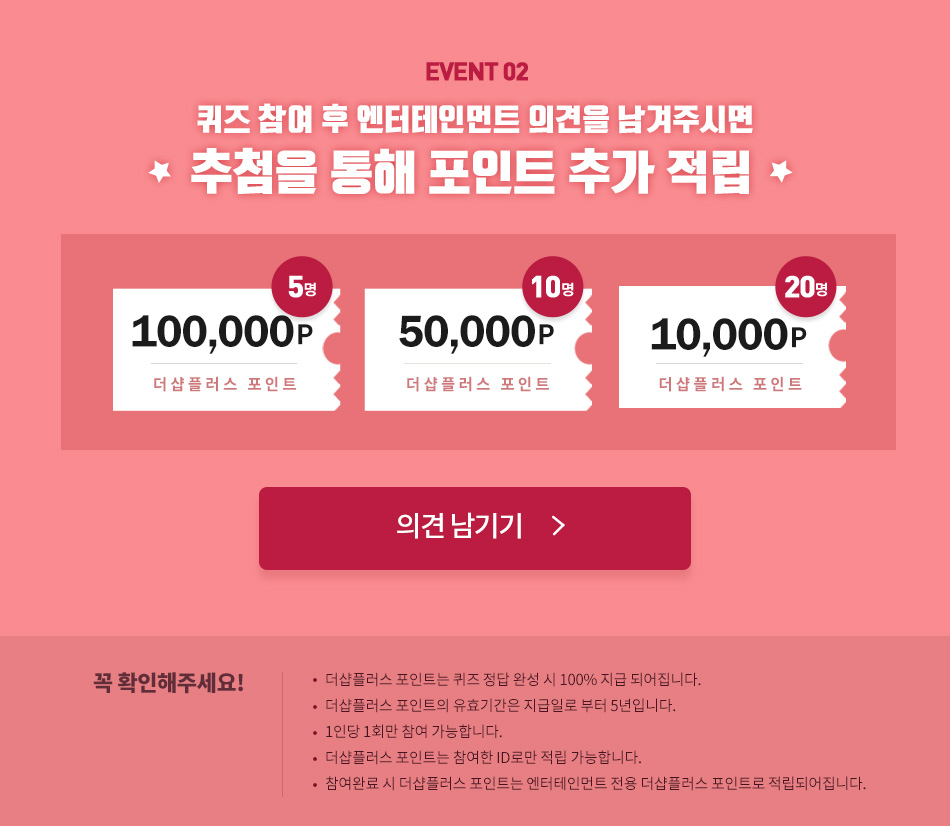 EVENT 02
퀴즈 참여 후 엔터테인먼트 의견을 남겨주시면
추첨을 통해 포인트 추가 적립
5명
100,000P
더샵플러스 포인트
10명
50,000P
더샵플러스 포인트
20명
10,000P
더샵플러스 포인트
의견 남기기 >
꼭 확인해주세요!
• 더샵플러스 포인트는 퀴즈 정답 완성 시 100% 지급 되어집니다.
• 더샵플러스 포인트의 유효기간은 지급일로 부터 5년입니다.
• 1인당 1회만 참여 가능합니다.
• 더샵플러스 포인트는 참여한 ID로만 적립 가능합니다.
• 참여완료 시 더샵플러스 포인트는 엔터테인먼트 전용 더샵플러스 포인트로 적립되어집니다.